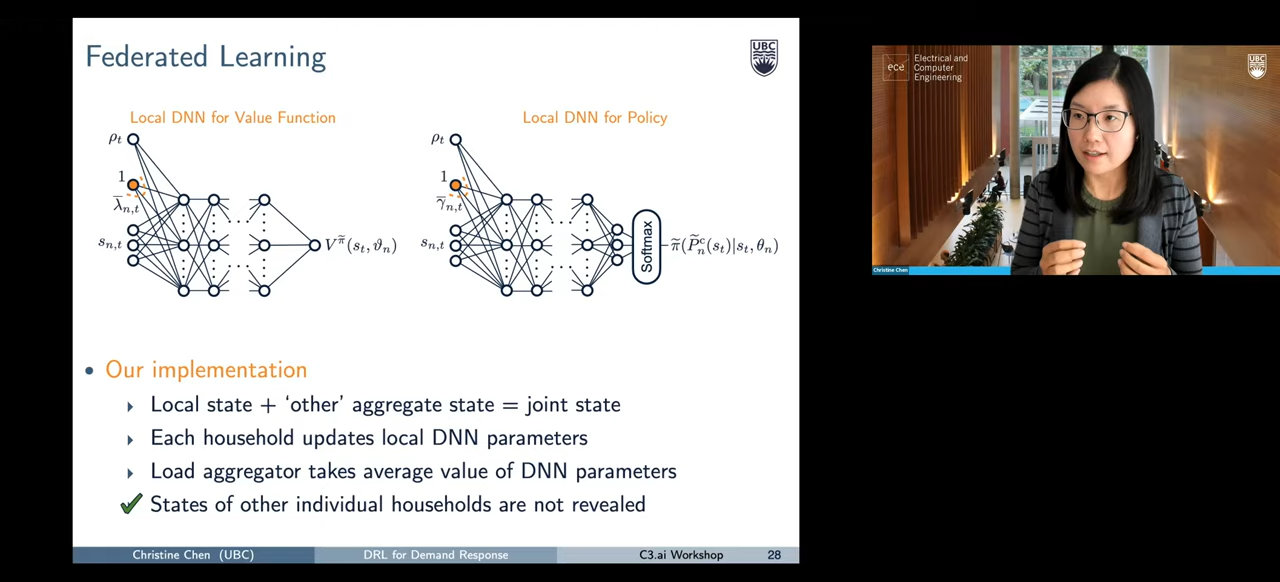 Federated Learning
UBC
Local DNN for Value Function
Local DNN for Policy
ρt
1
λ̅n,t
sn,t
V^π̃(st, ϑn)
ρt
1
γ̅n,t
sn,t
Softmax
π̃(P̃ᶜn(st)|st, θn)
• Our implementation
Local state + ‘other’ aggregate state = joint state
Each household updates local DNN parameters
Load aggregator takes average value of DNN parameters
✓ States of other individual households are not revealed
Christine Chen (UBC)
DRL for Demand Response
C3.ai Workshop
28
ece
Electrical and
Computer
Engineering
UBC
Christine Chen